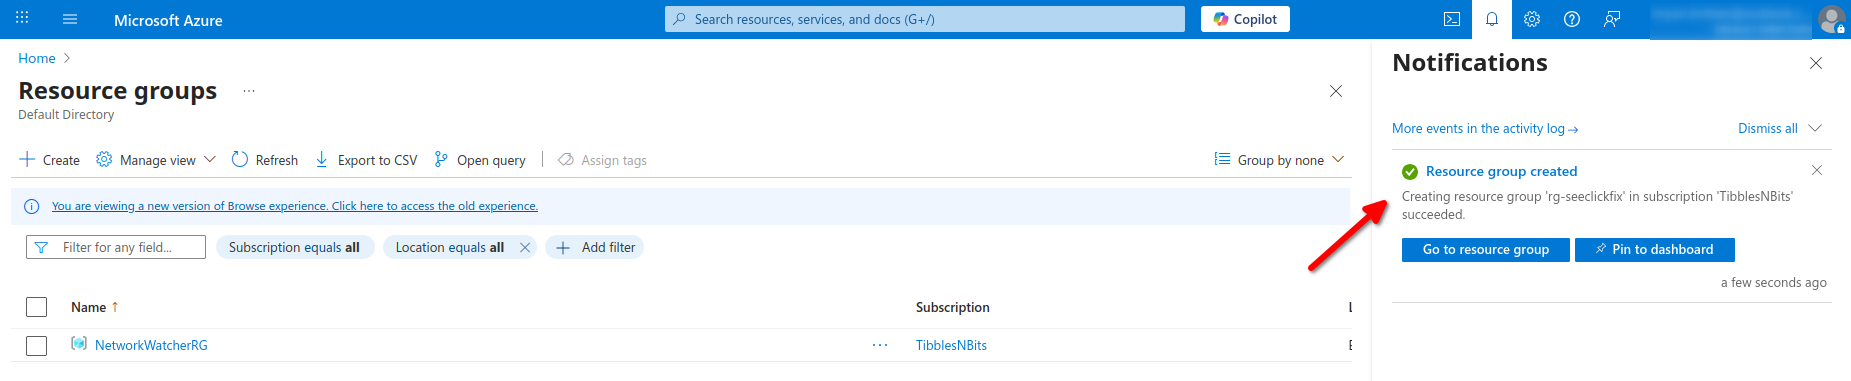 Microsoft Azure
Search resources, services, and docs (G+/)
Copilot
Home
Resource groups
Default Directory
Create
Manage view
Refresh
Export to CSV
Open query
Assign tags
Group by none
You are viewing a new version of Browse experience. Click here to access the old experience.
Filter for any field...
Subscription equals all
Location equals all
Add filter
Name ↑
Subscription
NetworkWatcherRG
TibblesNBits
Notifications
More events in the activity log →
Dismiss all
Resource group created
Creating resource group 'rg-seeclickfix' in subscription 'TibblesNBits'
succeeded.
Go to resource group
Pin to dashboard
a few seconds ago